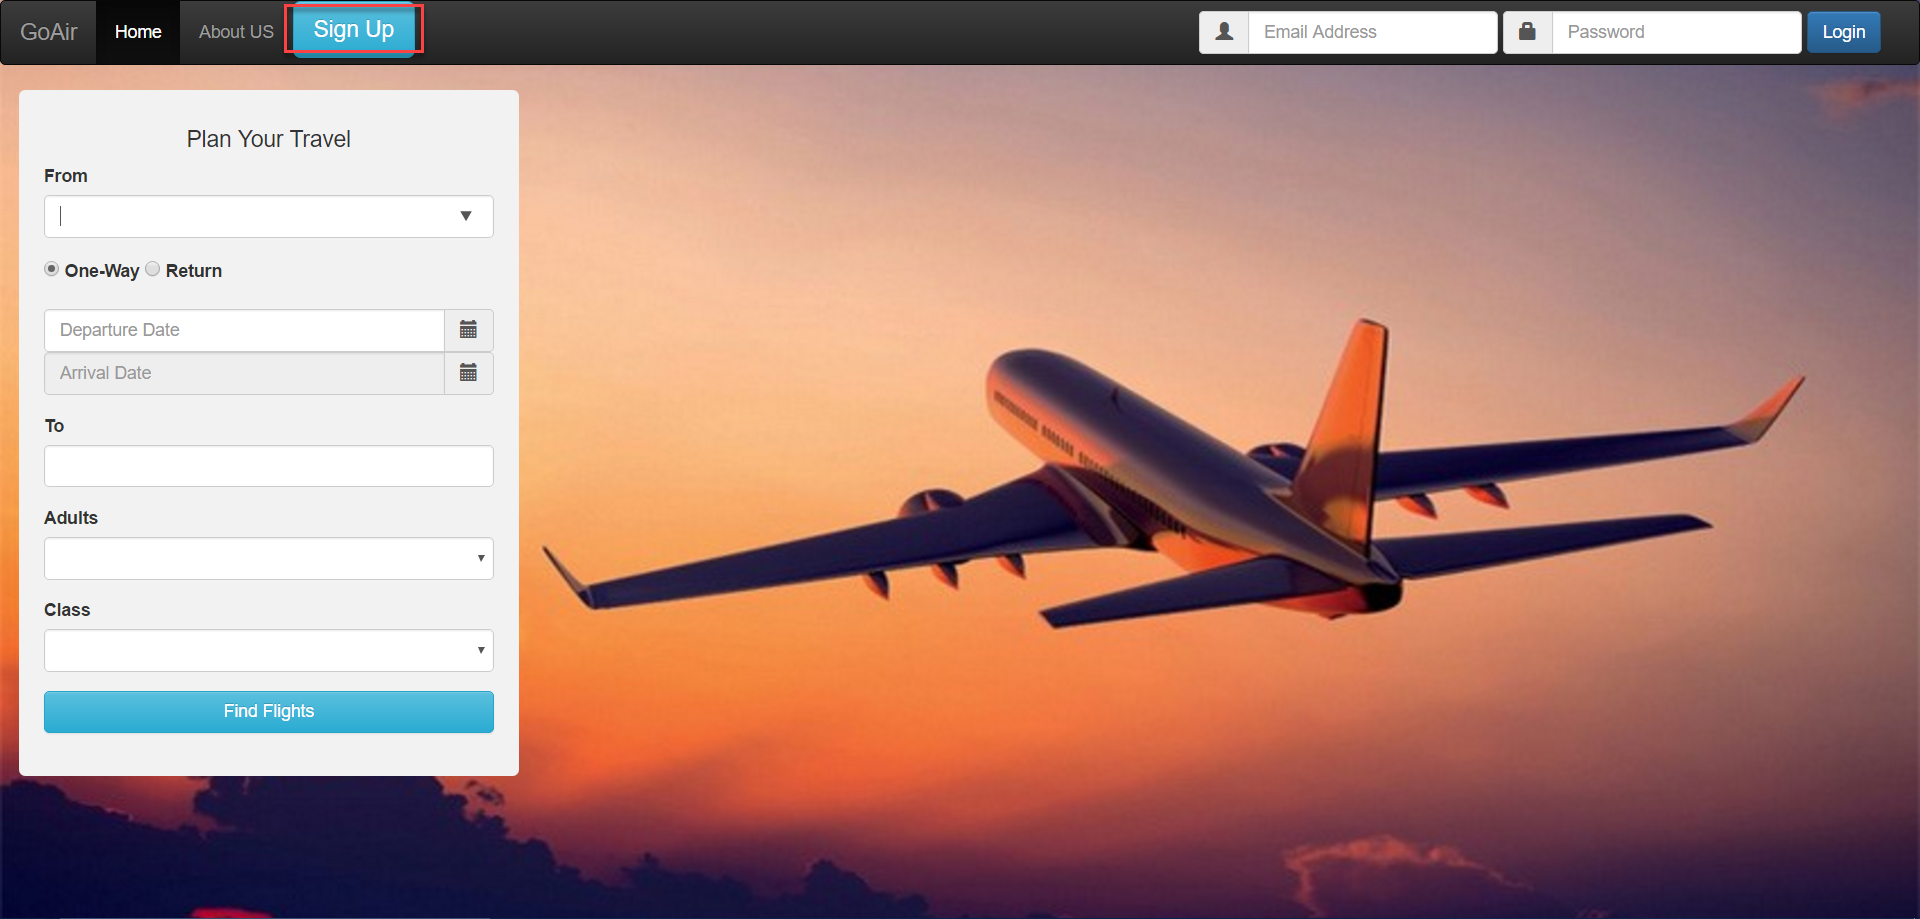 GoAir Home About US Sign Up Email Address Password Login
Plan Your Travel
From
One-Way Return
Departure Date
Arrival Date
To
Adults
Class
Find Flights